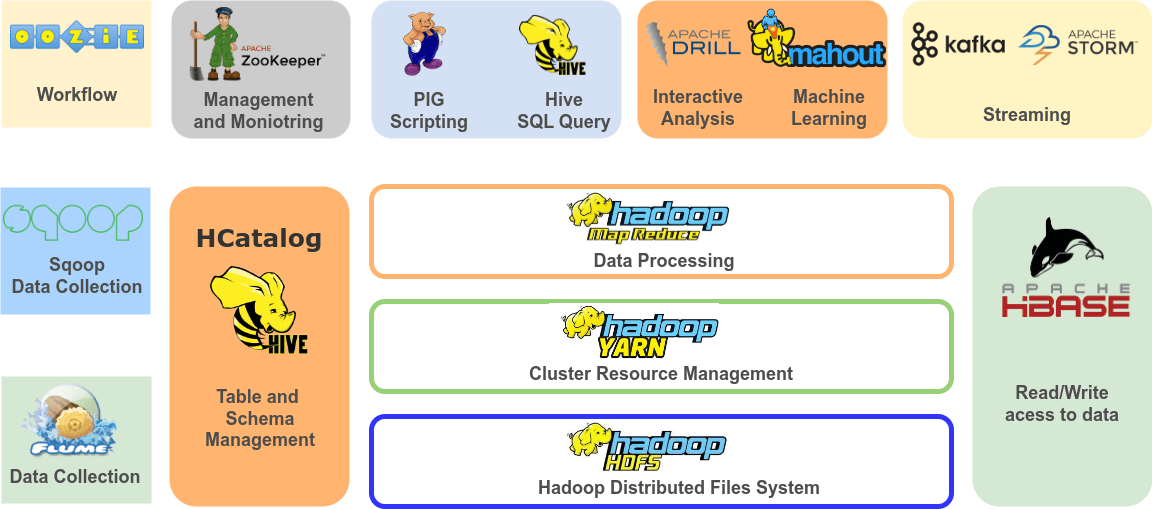 OOZIE
Workflow
APACHE
ZooKeeper™
Management
and Moniotring
PIG
Scripting
HIVE
Hive
SQL Query
APACHE
DRILL
Interactive
Analysis
mahout
Machine
Learning
kafka
APACHE
STORM™
Streaming
sqoop
Sqoop
Data Collection
FLUME
Data Collection
HCatalog
HIVE
Table and
Schema
Management
hadoop
Map Reduce
Data Processing
hadoop
YARN
Cluster Resource Management
hadoop
HDFS
Hadoop Distributed Files System
APACHE
HBASE
Read/Write
acess to data